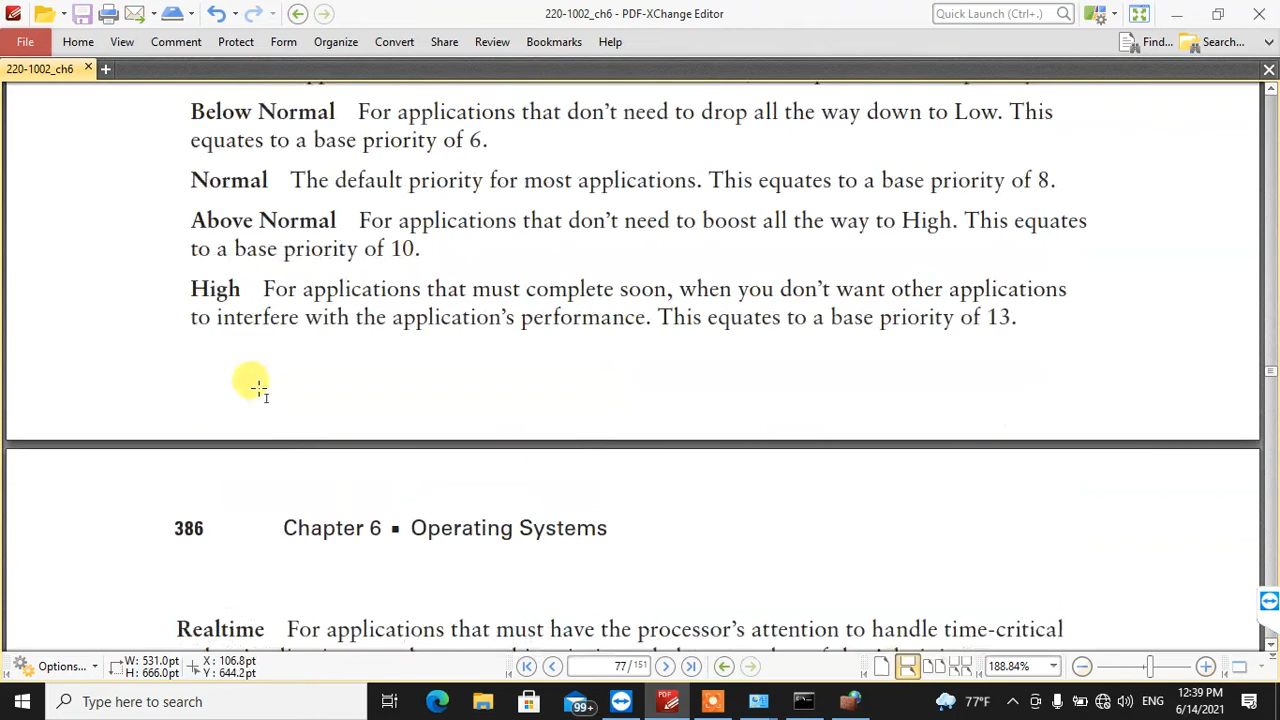 220-1002_ch6 - PDF-XChange Editor
Quick Launch (Ctrl+.)
File Home View Comment Protect Form Organize Convert Share Review Bookmarks Help Find... Search...
220-1002_ch6
Below Normal For applications that don't need to drop all the way down to Low. This
equates to a base priority of 6.
Normal The default priority for most applications. This equates to a base priority of 8.
Above Normal For applications that don't need to boost all the way to High. This equates
to a base priority of 10.
High For applications that must complete soon, when you don't want other applications
to interfere with the application's performance. This equates to a base priority of 13.
386 Chapter 6 ▪ Operating Systems
Realtime For applications that must have the processor's attention to handle time-critical
Options... W: 531.0pt X: 106.8pt
H: 666.0pt Y: 644.2pt
77 / 151
188.84%
Type here to search
99+
PDF
77°F
ENG
12:39 PM
6/14/2021